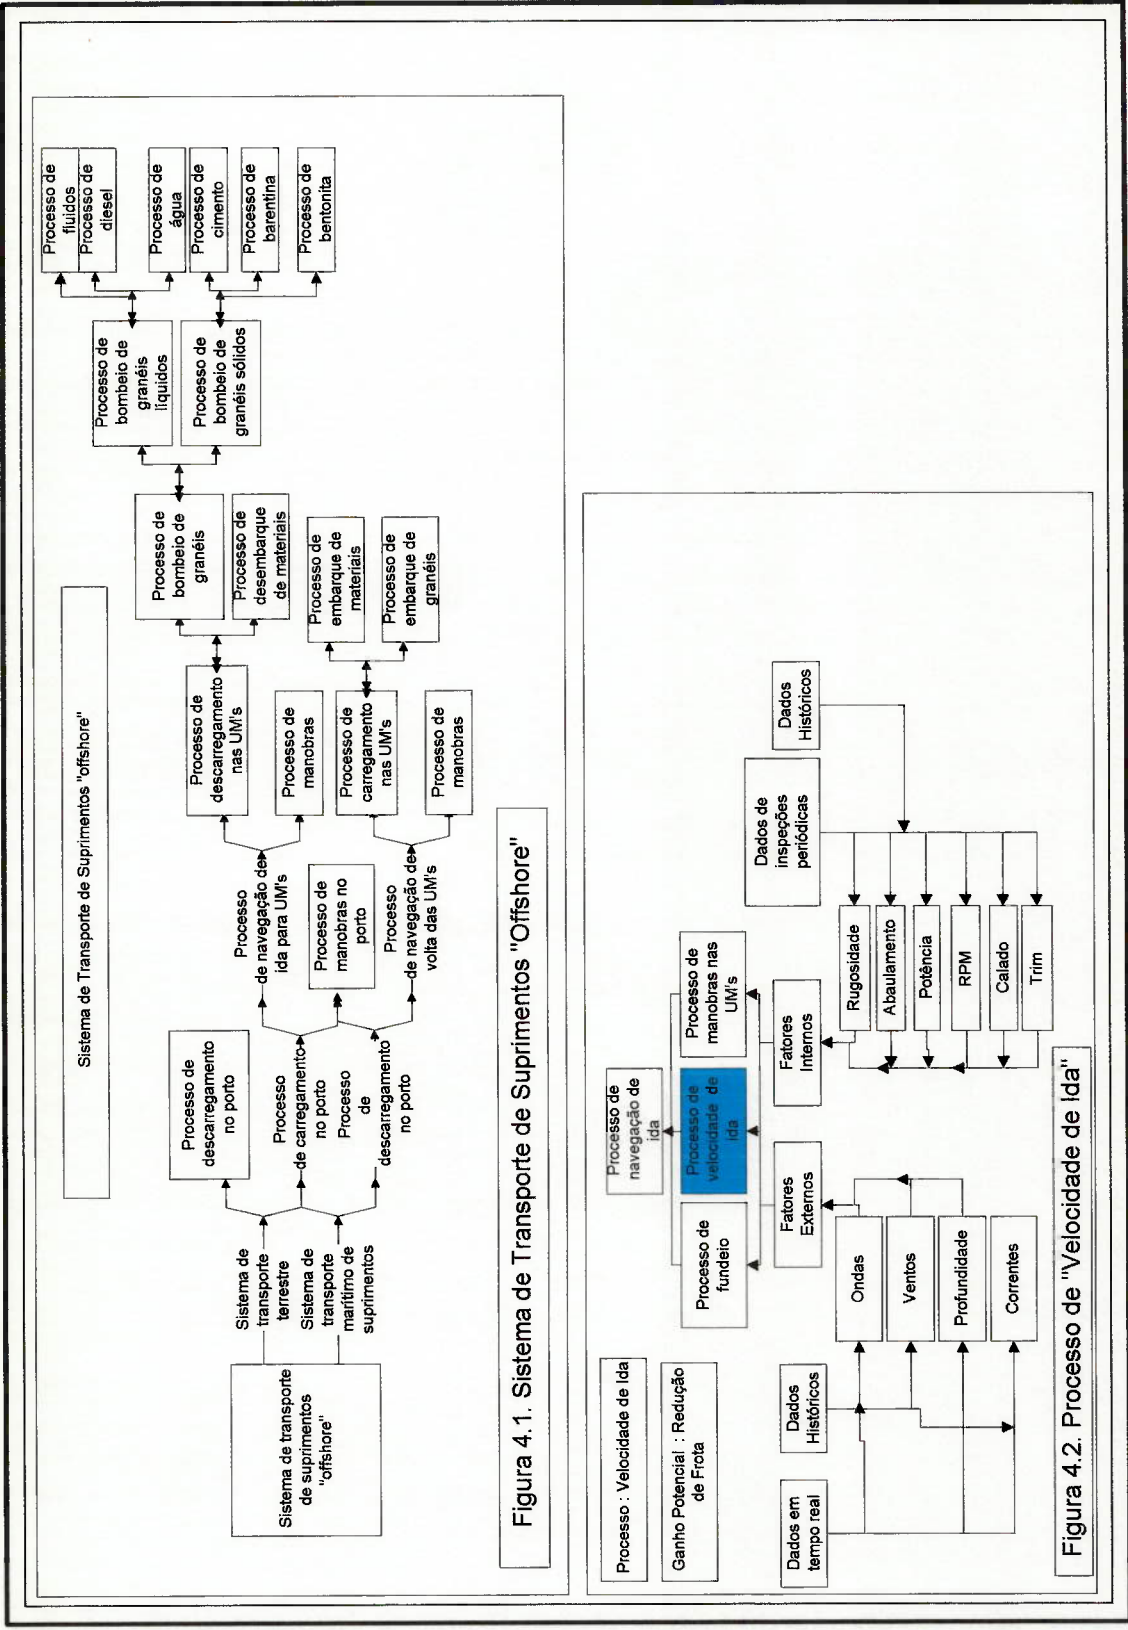 Sistema de Transporte de Suprimentos "offshore"
Sistema de transporte
de suprimentos
"offshore"
Sistema de
transporte
terrestre
Sistema de
transporte
marítimo de
suprimentos
Processo de
descarregamento
no porto
Processo
de carregamento
no porto
Processo
de
descarregamento
no porto
Processo
de navegação de
ida para UM's
Processo de
manobras no
porto
Processo
de navegação de
volta das UM's
Processo de
descarregamento
nas UM's
Processo de
manobras
Processo de
carregamento
nas UM's
Processo de
manobras
Processo de
bombeio de
granéis
Processo de
desembarque
de materiais
Processo de
embarque de
materiais
Processo de
embarque de
granéis
Processo de
bombeio de
granéis
líquidos
Processo de
bombeio de
granéis sólidos
Processo de
fluidos
Processo de
diesel
Processo de
água
Processo de
cimento
Processo de
barentina
Processo de
bentonita
Figura 4.1. Sistema de Transporte de Suprimentos "Offshore"
Processo : Velocidade de Ida
Ganho Potencial : Redução
de Frota
Processo de
navegação de
ida
Processo de
fundeio
Processo de
velocidade de
ida
Processo de
manobras nas
UM's
Fatores
Externos
Fatores
Internos
Dados em
tempo real
Dados
Históricos
Ondas
Ventos
Profundidade
Correntes
Rugosidade
Abaulamento
Potência
RPM
Calado
Trim
Dados de
inspeções
periódicas
Dados
Históricos
Figura 4.2. Processo de "Velocidade de Ida"